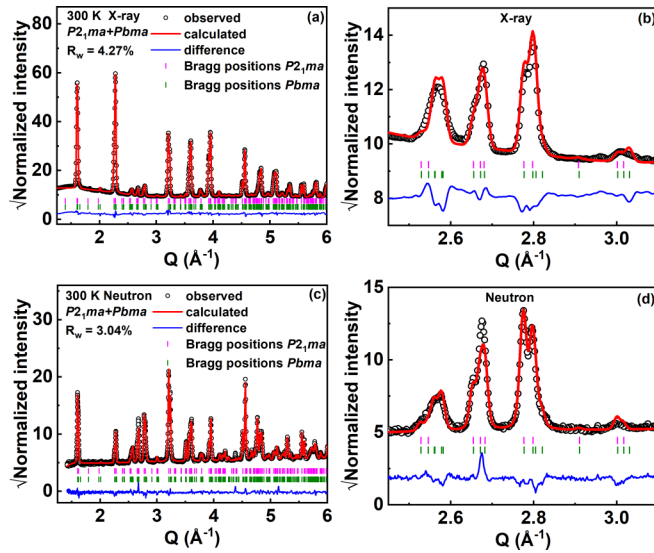 (a)
300 K X-ray
P2₁ma+Pbma
R_w = 4.27%
observed
calculated
difference
Bragg positions P2₁ma
Bragg positions Pbma
√Normalized intensity
80
60
40
20
0
2 3 4 5 6
Q (Å⁻¹)
(b)
X-ray
√Normalized intensity
14
12
10
8
2.6 2.8 3.0
Q (Å⁻¹)
(c)
300 K Neutron
P2₁ma+Pbma
R_w = 3.04%
observed
calculated
difference
Bragg positions P2₁ma
Bragg positions Pbma
√Normalized intensity
30
20
10
0
2 3 4 5 6
Q (Å⁻¹)
(d)
Neutron
√Normalized intensity
15
10
5
0
2.6 2.8 3.0
Q (Å⁻¹)